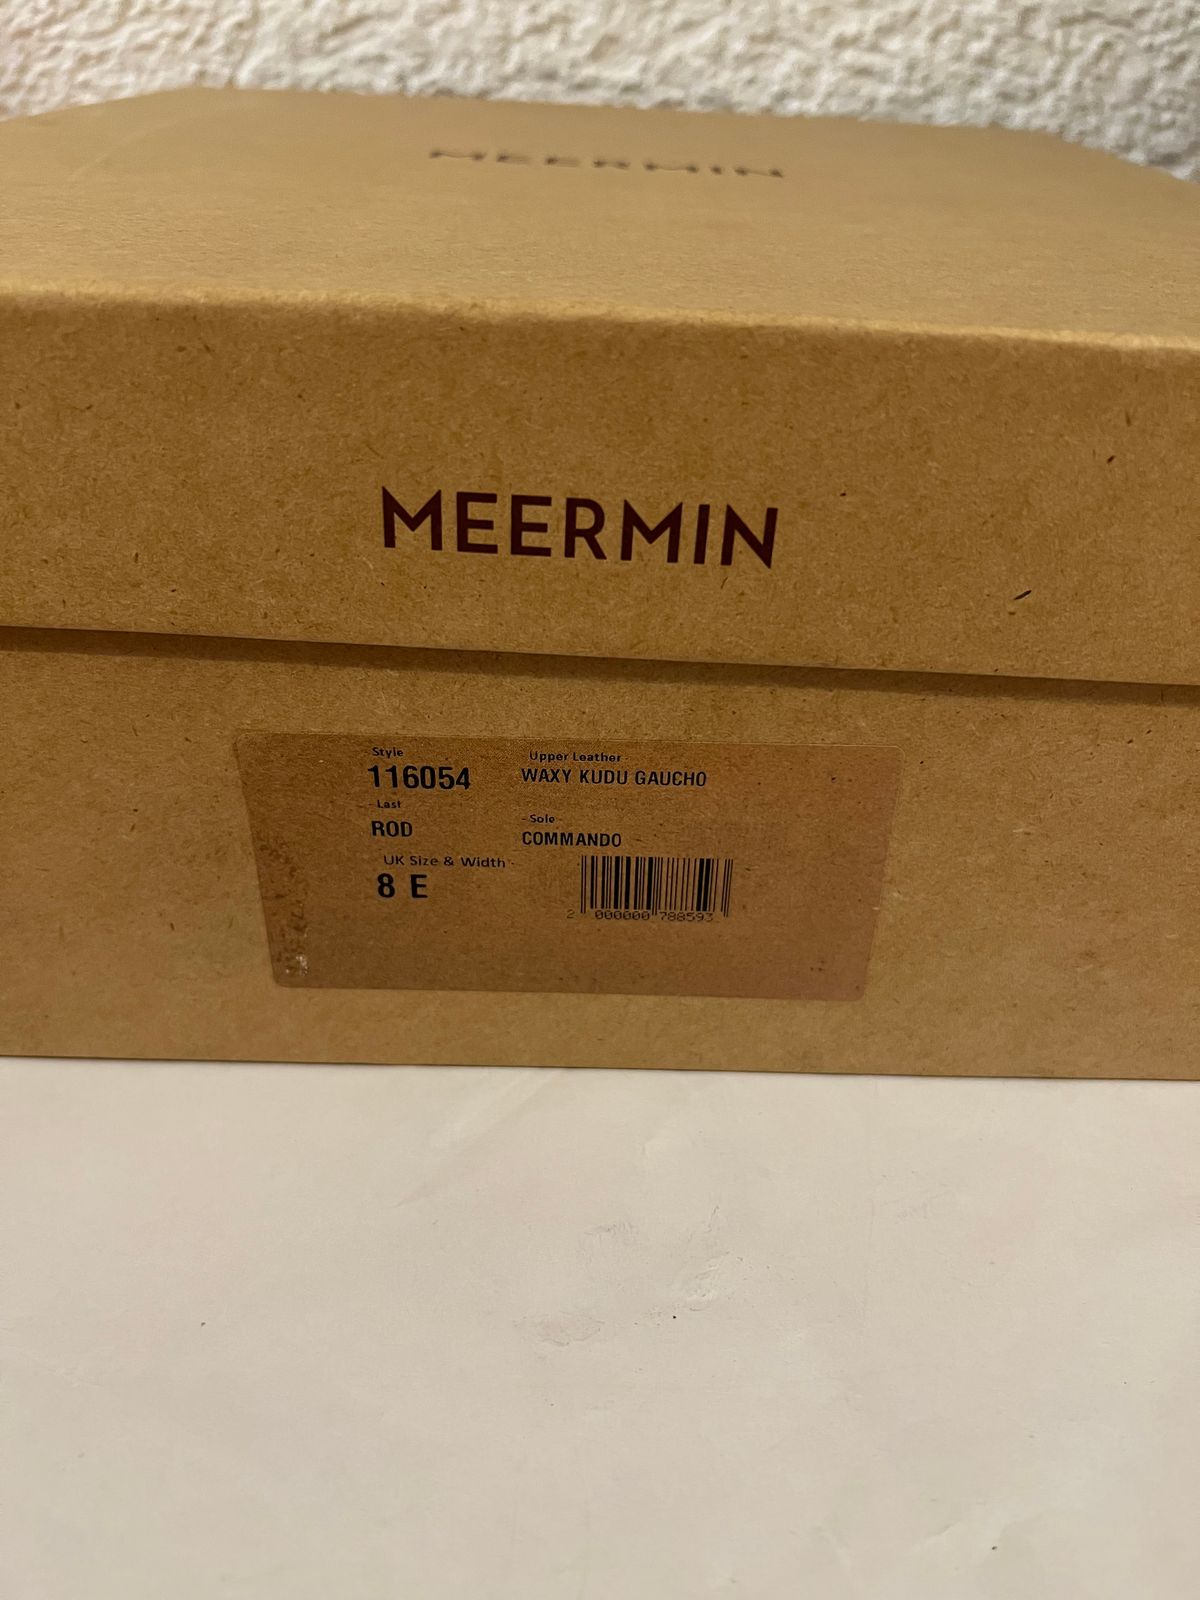 MEERMIN
MEERMIN
Style
116054
Upper Leather
WAXY KUDU GAUCHO
- Last
ROD
- Sole -
COMMANDO
UK Size & Width -
8 E
2 000000 788593